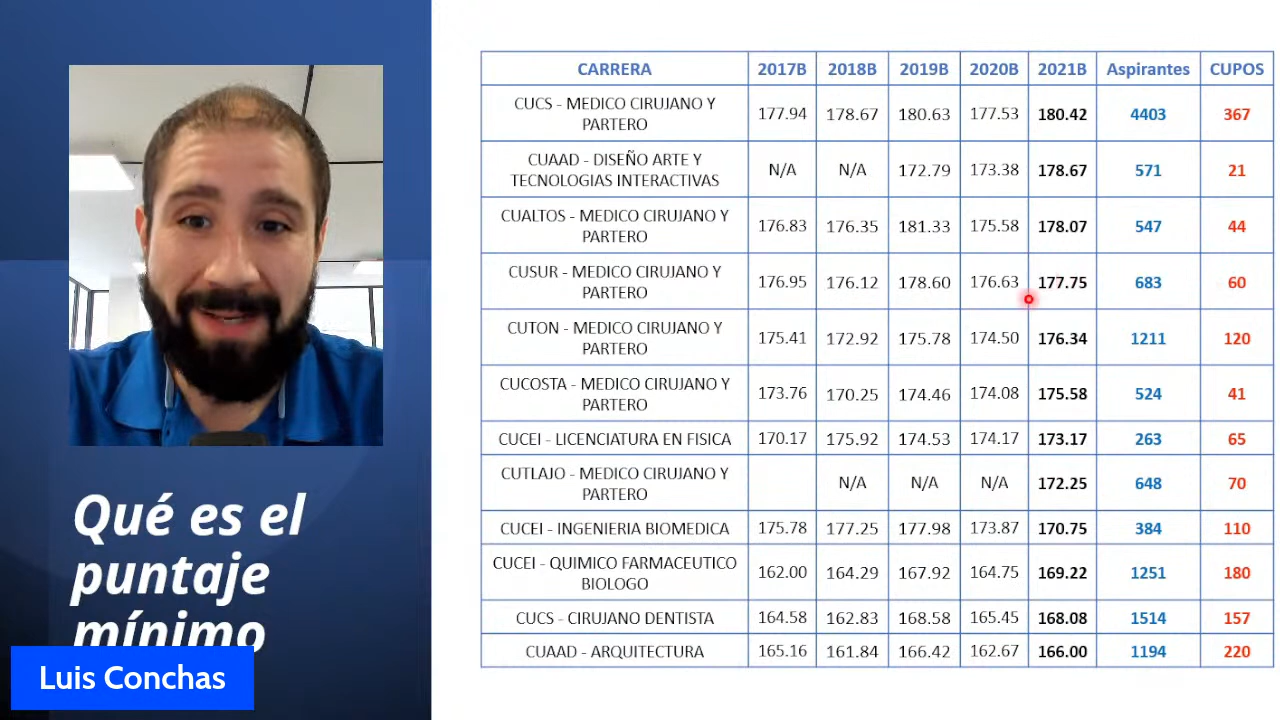 Qué es el
puntaje
mínimo
Luis Conchas
CARRERA 2017B 2018B 2019B 2020B 2021B Aspirantes CUPOS
CUCS - MEDICO CIRUJANO Y
PARTERO 177.94 178.67 180.63 177.53 180.42 4403 367
CUAAD - DISEÑO ARTE Y
TECNOLOGIAS INTERACTIVAS N/A N/A 172.79 173.38 178.67 571 21
CUALTOS - MEDICO CIRUJANO Y
PARTERO 176.83 176.35 181.33 175.58 178.07 547 44
CUSUR - MEDICO CIRUJANO Y
PARTERO 176.95 176.12 178.60 176.63 177.75 683 60
CUTON - MEDICO CIRUJANO Y
PARTERO 175.41 172.92 175.78 174.50 176.34 1211 120
CUCOSTA - MEDICO CIRUJANO Y
PARTERO 173.76 170.25 174.46 174.08 175.58 524 41
CUCEI - LICENCIATURA EN FISICA 170.17 175.92 174.53 174.17 173.17 263 65
CUTLAJO - MEDICO CIRUJANO Y
PARTERO N/A N/A N/A 172.25 648 70
CUCEI - INGENIERIA BIOMEDICA 175.78 177.25 177.98 173.87 170.75 384 110
CUCEI - QUIMICO FARMACEUTICO
BIOLOGO 162.00 164.29 167.92 164.75 169.22 1251 180
CUCS - CIRUJANO DENTISTA 164.58 162.83 168.58 165.45 168.08 1514 157
CUAAD - ARQUITECTURA 165.16 161.84 166.42 162.67 166.00 1194 220